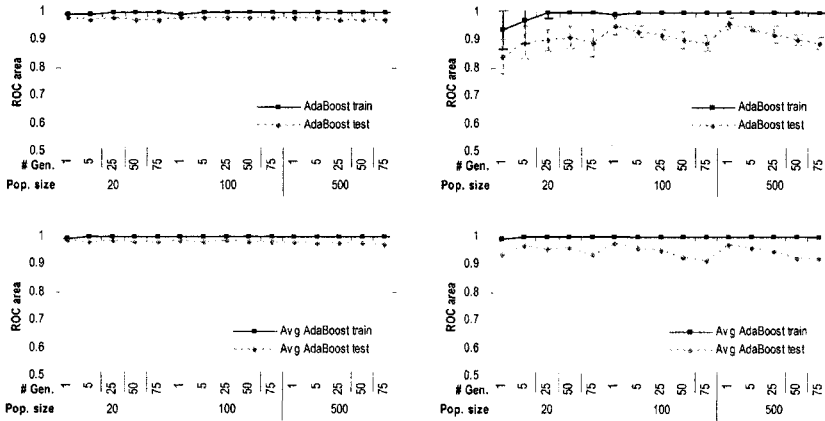 1
0.9
0.8
0.7
0.6
0.5
ROC area
AdaBoost train
AdaBoost test
# Gen. 1 5 25 50 75 1 5 25 50 75 1 5 25 50 75
Pop. size 20 100 500
1
0.9
0.8
0.7
0.6
0.5
ROC area
AdaBoost train
AdaBoost test
# Gen. 1 5 25 50 75 1 5 25 50 75 1 5 25 50 75
Pop. size 20 100 500
1
0.9
0.8
0.7
0.6
0.5
ROC area
Avg AdaBoost train
Avg AdaBoost test
# Gen. 1 5 25 50 75 1 5 25 50 75 1 5 25 50 75
Pop. size 20 100 500
1
0.9
0.8
0.7
0.6
0.5
ROC area
Avg AdaBoost train
Avg AdaBoost test
# Gen. 1 5 25 50 75 1 5 25 50 75 1 5 25 50 75
Pop. size 20 100 500